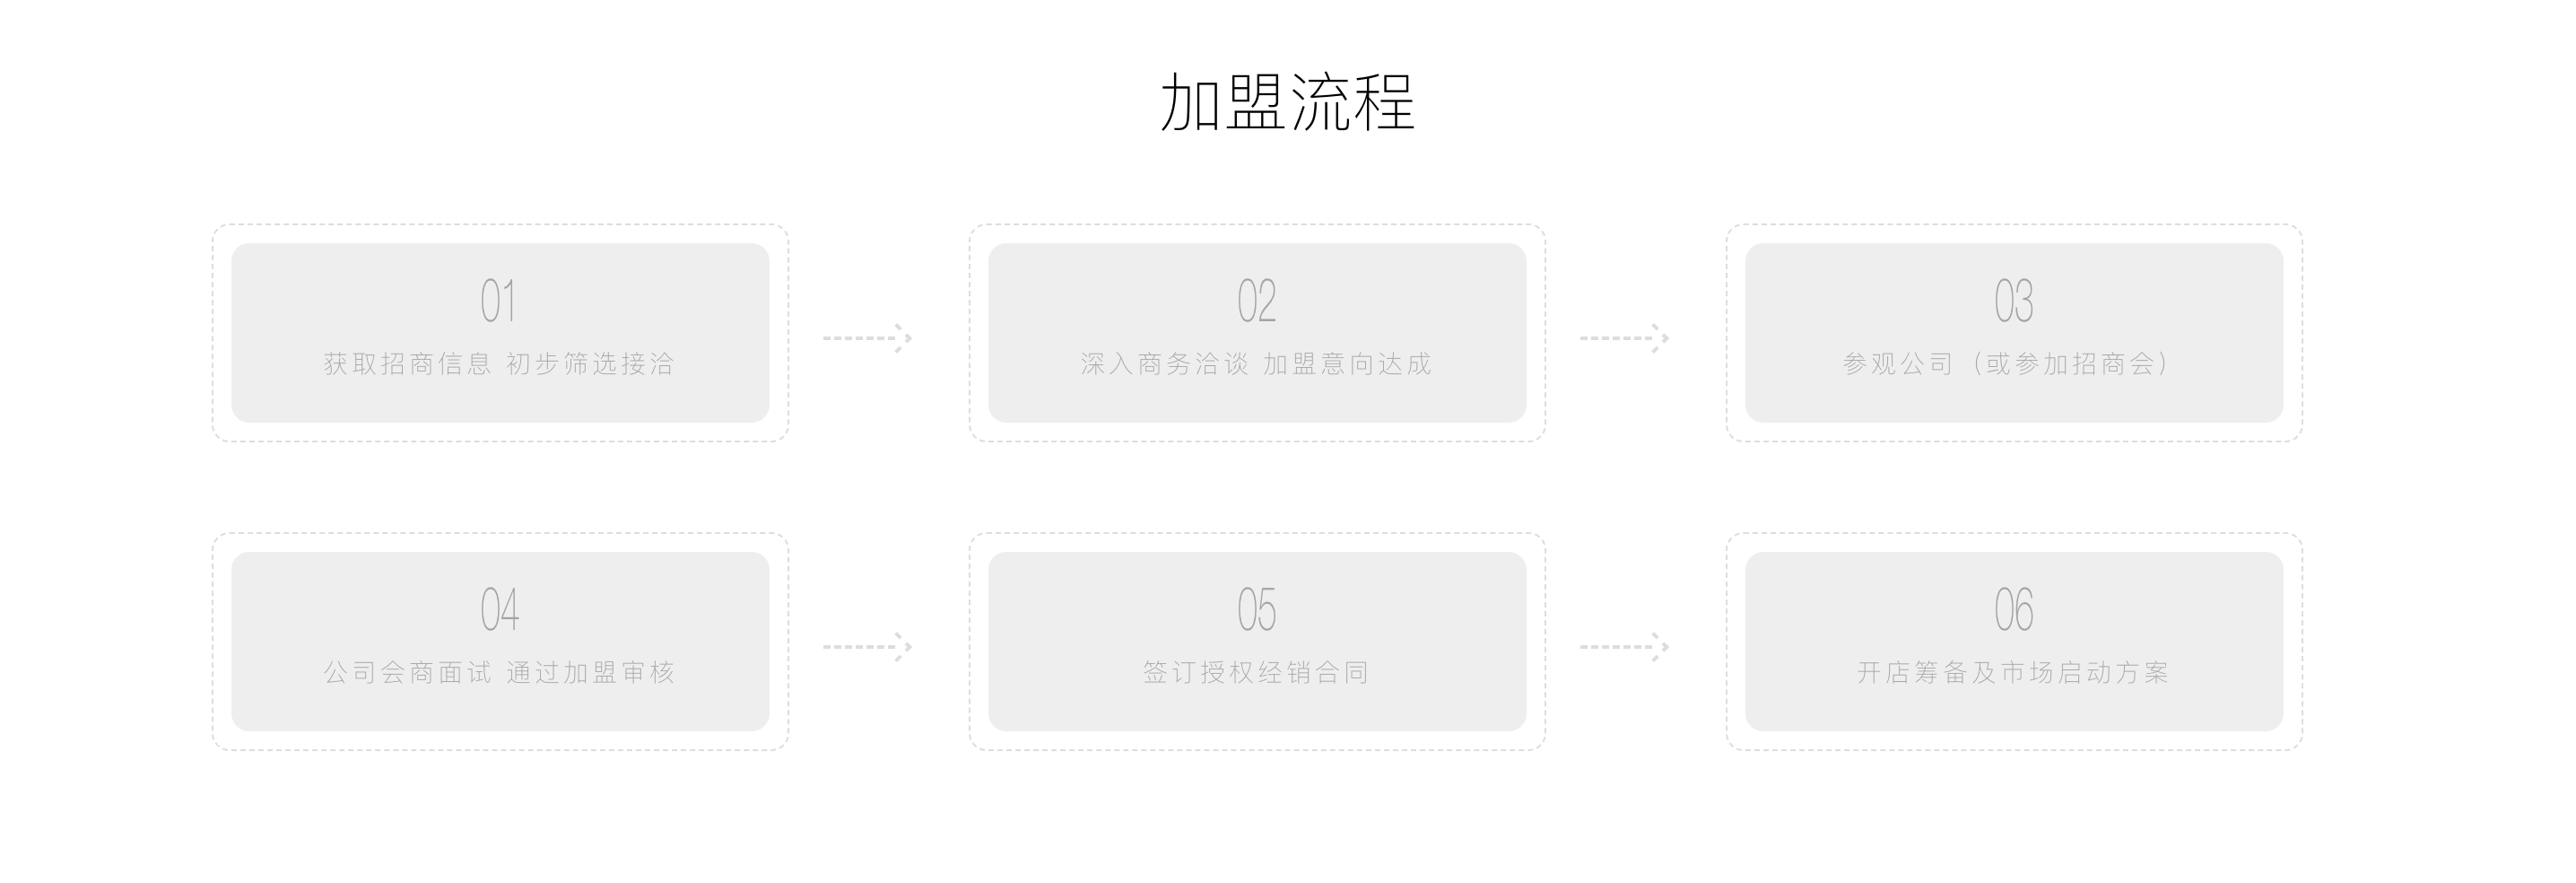 加盟流程
01
获取招商信息 初步筛选接洽
02
深入商务洽谈 加盟意向达成
03
参观公司（或参加招商会）
04
公司会商面试 通过加盟审核
05
签订授权经销合同
06
开店筹备及市场启动方案